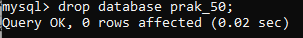 mysql> drop database prak_50;
Query OK, 0 rows affected (0.02 sec)